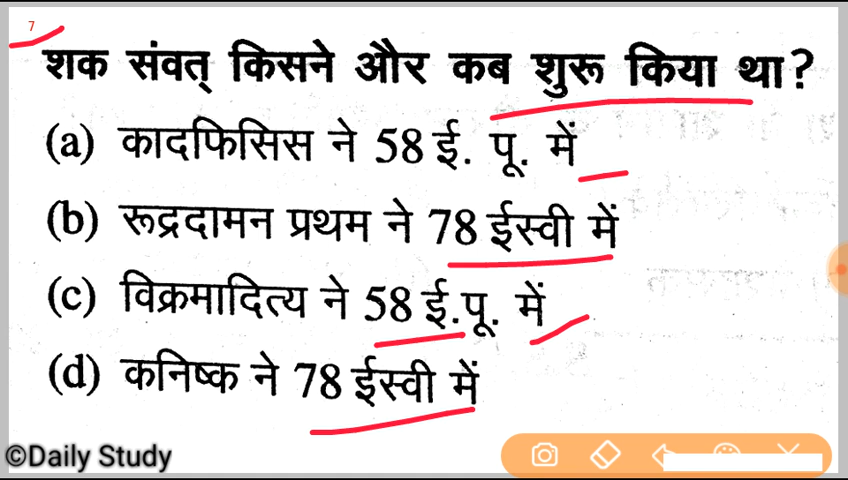 7
शक संवत् किसने और कब शुरू किया था?
(a) कादफिसिस ने 58 ई. पू. में
(b) रूद्रदामन प्रथम ने 78 ईस्वी में
(c) विक्रमादित्य ने 58 ई.पू. में
(d) कनिष्क ने 78 ईस्वी में
©Daily Study